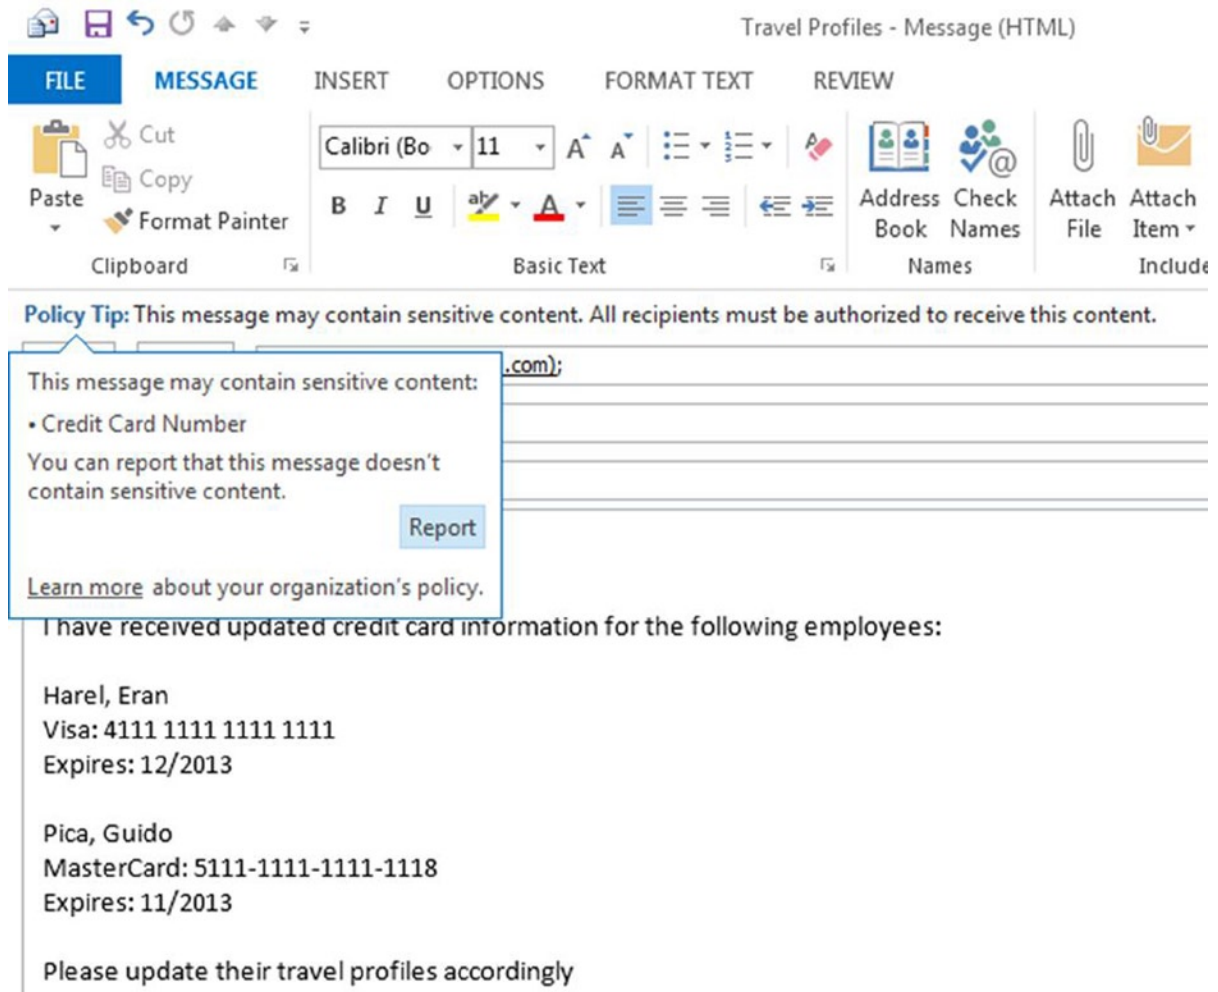 Travel Profiles - Message (HTML)
FILE MESSAGE INSERT OPTIONS FORMAT TEXT REVIEW
Cut
Copy
Paste
Format Painter
Clipboard
Calibri (Bo 11
B I U
Basic Text
Address Book
Check Names
Names
Attach File
Attach Item
Include
Policy Tip: This message may contain sensitive content. All recipients must be authorized to receive this content.
.com);
This message may contain sensitive content:
• Credit Card Number
You can report that this message doesn't
contain sensitive content.
Report
Learn more about your organization's policy.
I have received updated credit card information for the following employees:
Harel, Eran
Visa: 4111 1111 1111 1111
Expires: 12/2013
Pica, Guido
MasterCard: 5111-1111-1111-1118
Expires: 11/2013
Please update their travel profiles accordingly